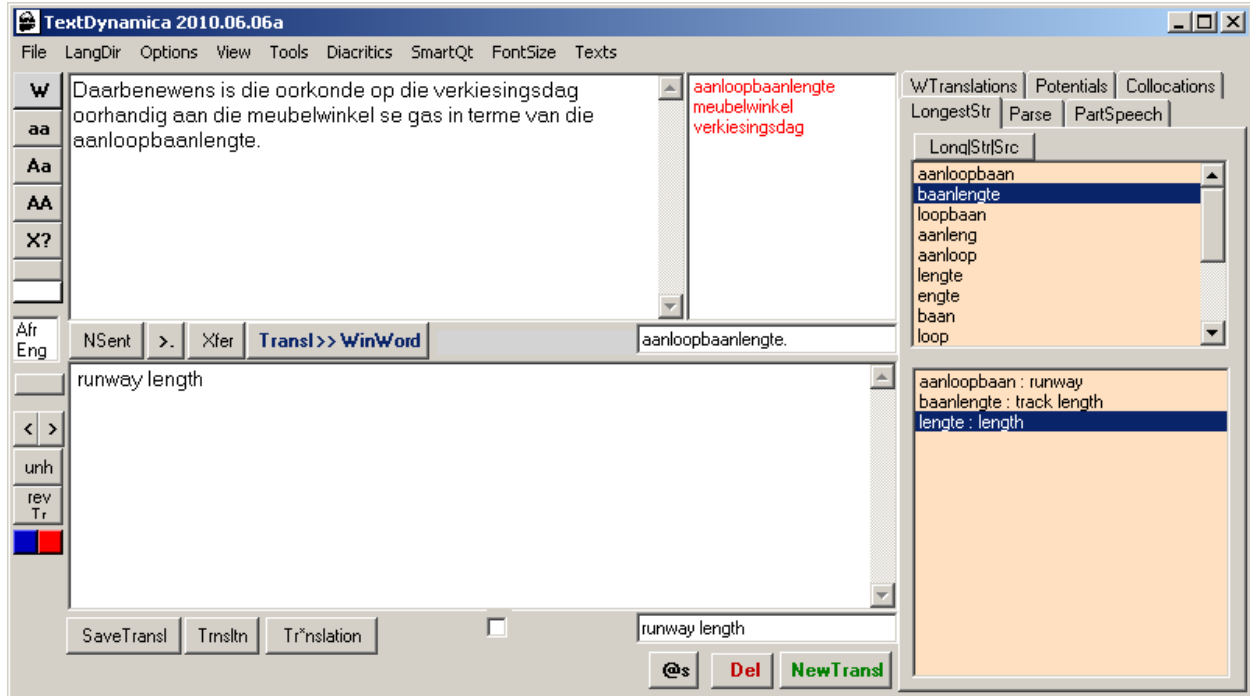 TextDynamica 2010.06.06a
File LangDir Options View Tools Diacritics SmartQt FontSize Texts
W
aa
Aa
AA
X?
Afr
Eng
< >
unh
rev
Tr
Daarbenewens is die oorkonde op die verkiesingsdag
oorhandig aan die meubelwinkel se gas in terme van die
aanloopbaanlengte.
aanloopbaanlengte
meubelwinkel
verkiesingsdag
NSent >. Xfer Transl>>WinWord aanloopbaanlengte.
runway length
SaveTransl Trnsltn Tr*nslation runway length
@s Del NewTransl
WTranslations Potentials Collocations
LongestStr Parse PartSpeech
Long|Str|Src
aanloopbaan
baanlengte
loopbaan
aanleng
aanloop
lengte
engte
baan
loop
aanloopbaan : runway
baanlengte : track length
lengte : length